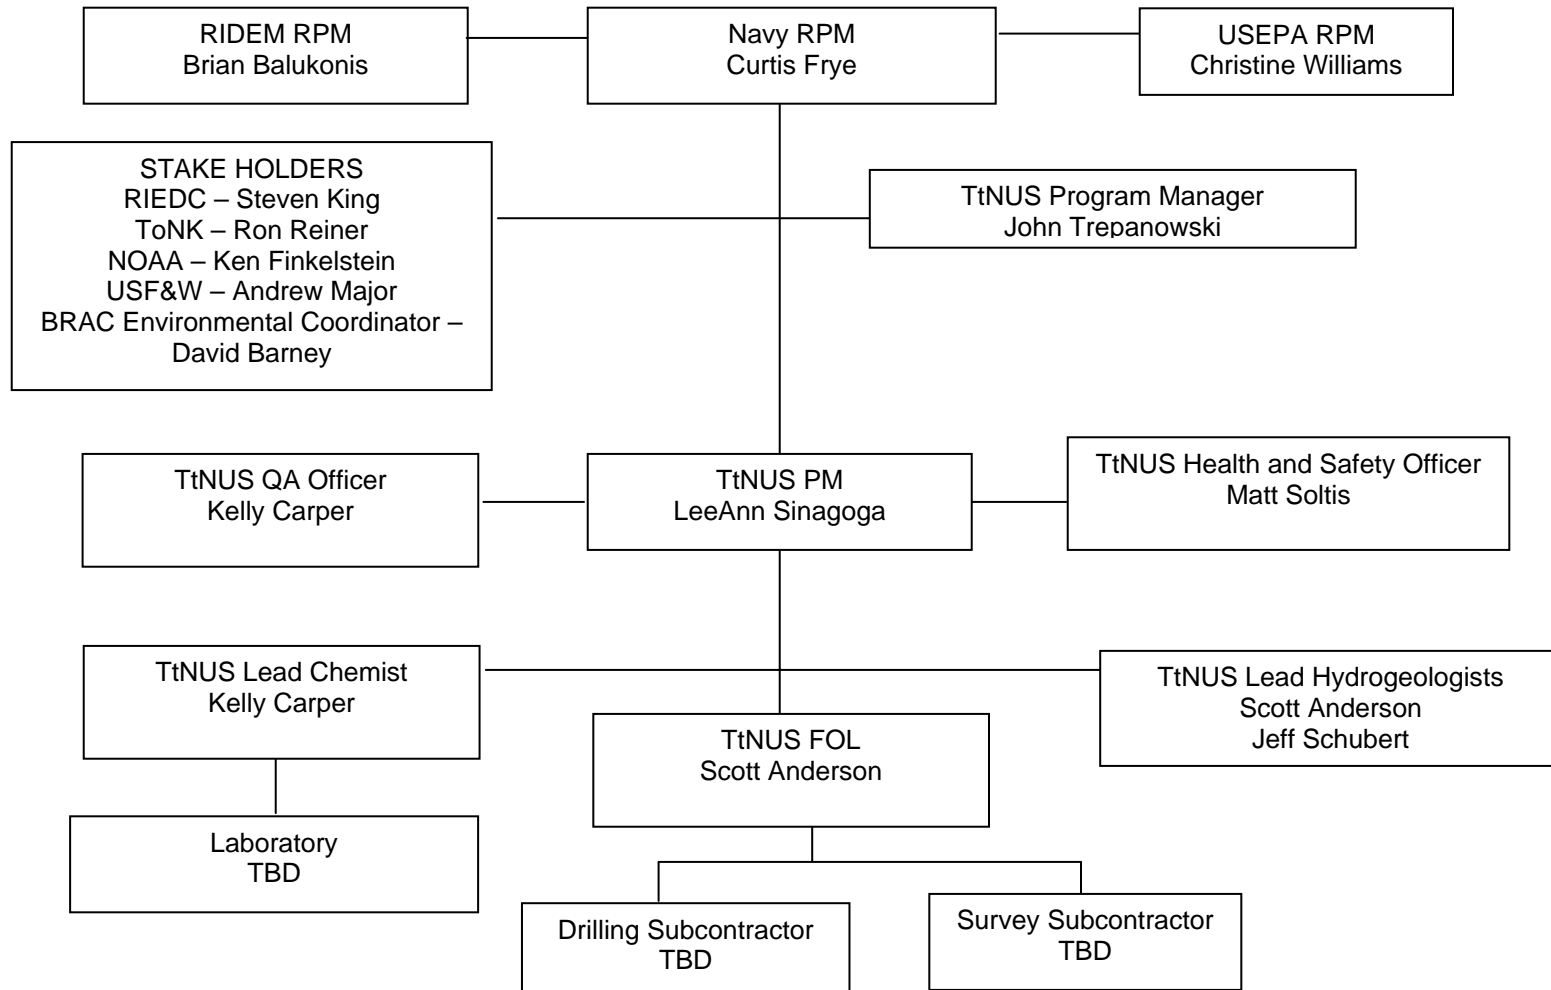 RIDEM RPM
Brian Balukonis
Navy RPM
Curtis Frye
USEPA RPM
Christine Williams
STAKE HOLDERS
RIEDC – Steven King
ToNK – Ron Reiner
NOAA – Ken Finkelstein
USF&W – Andrew Major
BRAC Environmental Coordinator –
David Barney
TtNUS Program Manager
John Trepanowski
TtNUS QA Officer
Kelly Carper
TtNUS PM
LeeAnn Sinagoga
TtNUS Health and Safety Officer
Matt Soltis
TtNUS Lead Chemist
Kelly Carper
TtNUS Lead Hydrogeologists
Scott Anderson
Jeff Schubert
TtNUS FOL
Scott Anderson
Laboratory
TBD
Drilling Subcontractor
TBD
Survey Subcontractor
TBD